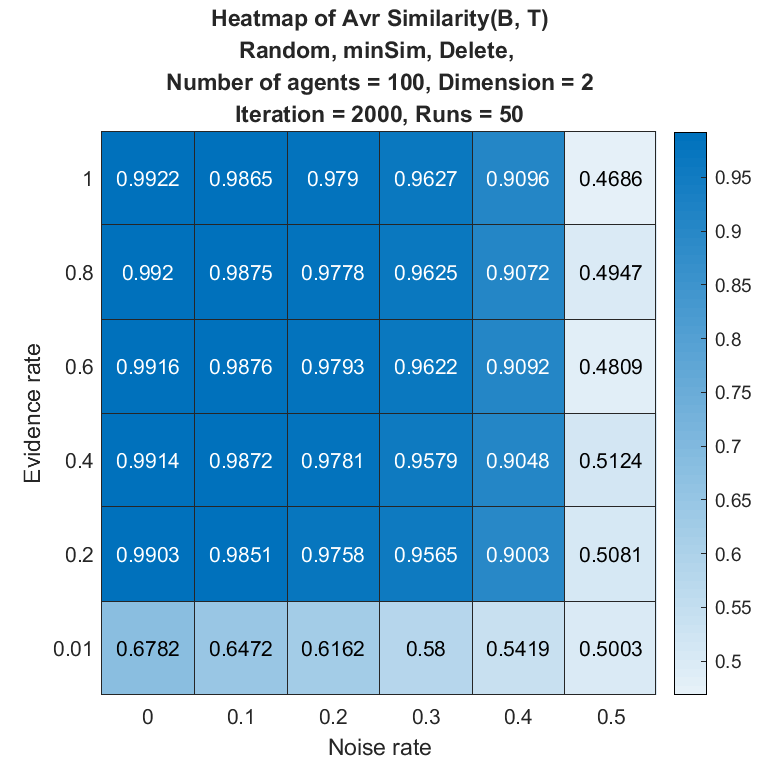 Heatmap of Avr Similarity(B, T)
Random, minSim, Delete,
Number of agents = 100, Dimension = 2
Iteration = 2000, Runs = 50
1 0.9922 0.9865 0.979 0.9627 0.9096 0.4686
0.8 0.992 0.9875 0.9778 0.9625 0.9072 0.4947
0.6 0.9916 0.9876 0.9793 0.9622 0.9092 0.4809
0.4 0.9914 0.9872 0.9781 0.9579 0.9048 0.5124
0.2 0.9903 0.9851 0.9758 0.9565 0.9003 0.5081
0.01 0.6782 0.6472 0.6162 0.58 0.5419 0.5003
0 0.1 0.2 0.3 0.4 0.5
Noise rate
Evidence rate
0.95
0.9
0.85
0.8
0.75
0.7
0.65
0.6
0.55
0.5